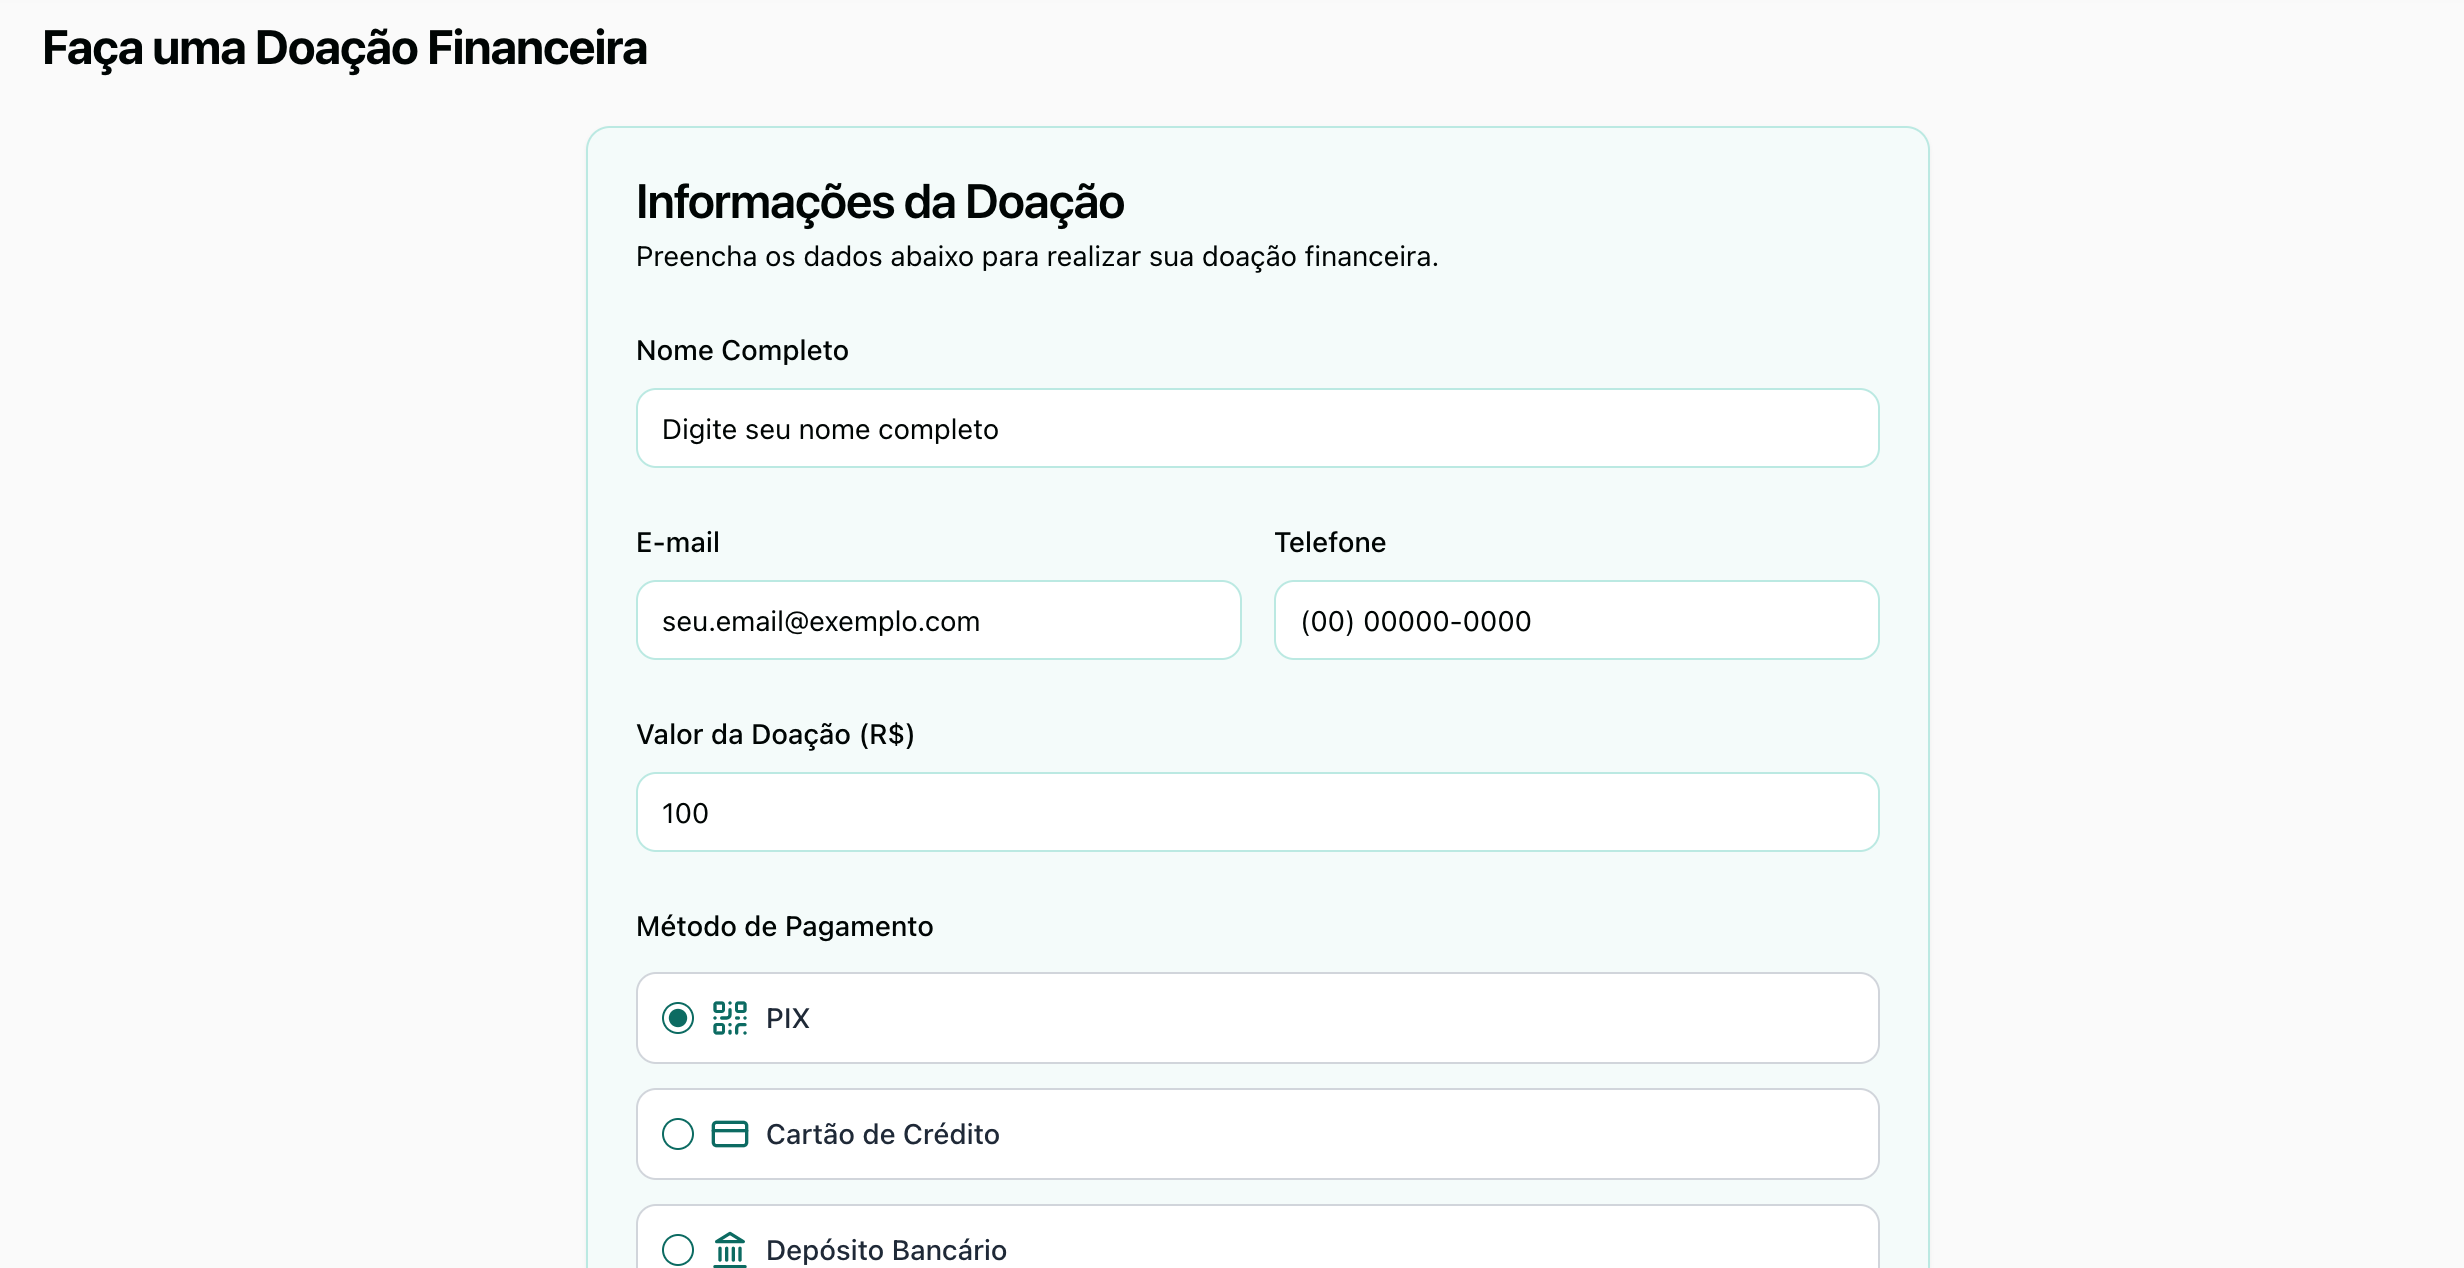 Faça uma Doação Financeira
Informações da Doação
Preencha os dados abaixo para realizar sua doação financeira.
Nome Completo
Digite seu nome completo
E-mail
Telefone
seu.email@exemplo.com
(00) 00000-0000
Valor da Doação (R$)
100
Método de Pagamento
PIX
Cartão de Crédito
Depósito Bancário